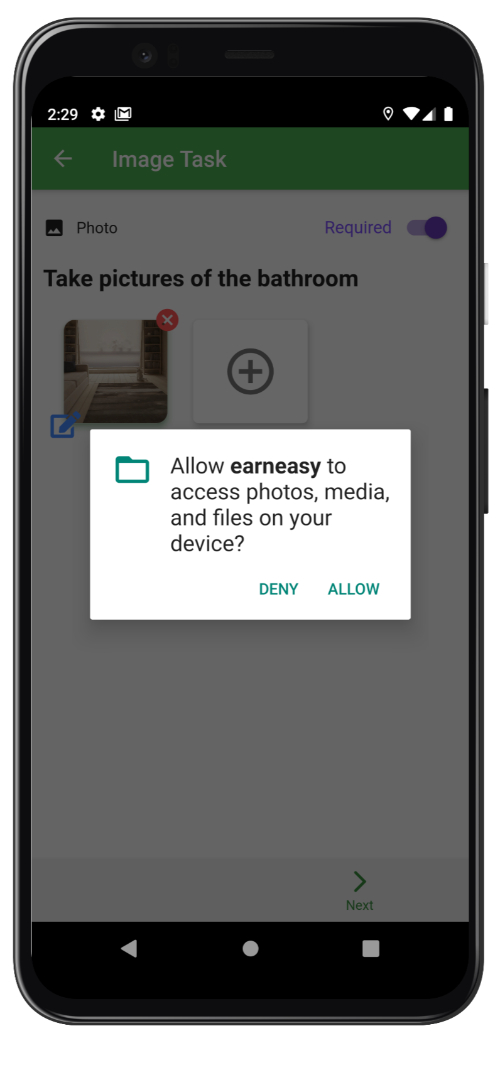 2:29
Image Task
Photo
Required
Take pictures of the bathroom
Allow earneasy to
access photos, media,
and files on your
device?
DENY
ALLOW
Next